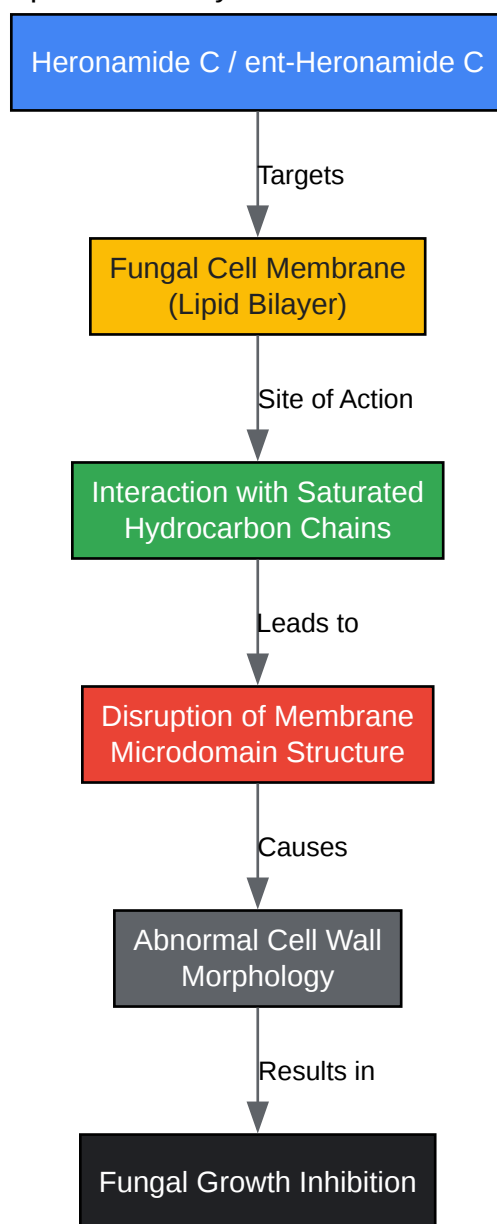 Heronamide C / ent-Heronamide C
Targets
Fungal Cell Membrane
(Lipid Bilayer)
Site of Action
Interaction with Saturated
Hydrocarbon Chains
Leads to
Disruption of Membrane
Microdomain Structure
Causes
Abnormal Cell Wall
Morphology
Results in
Fungal Growth Inhibition